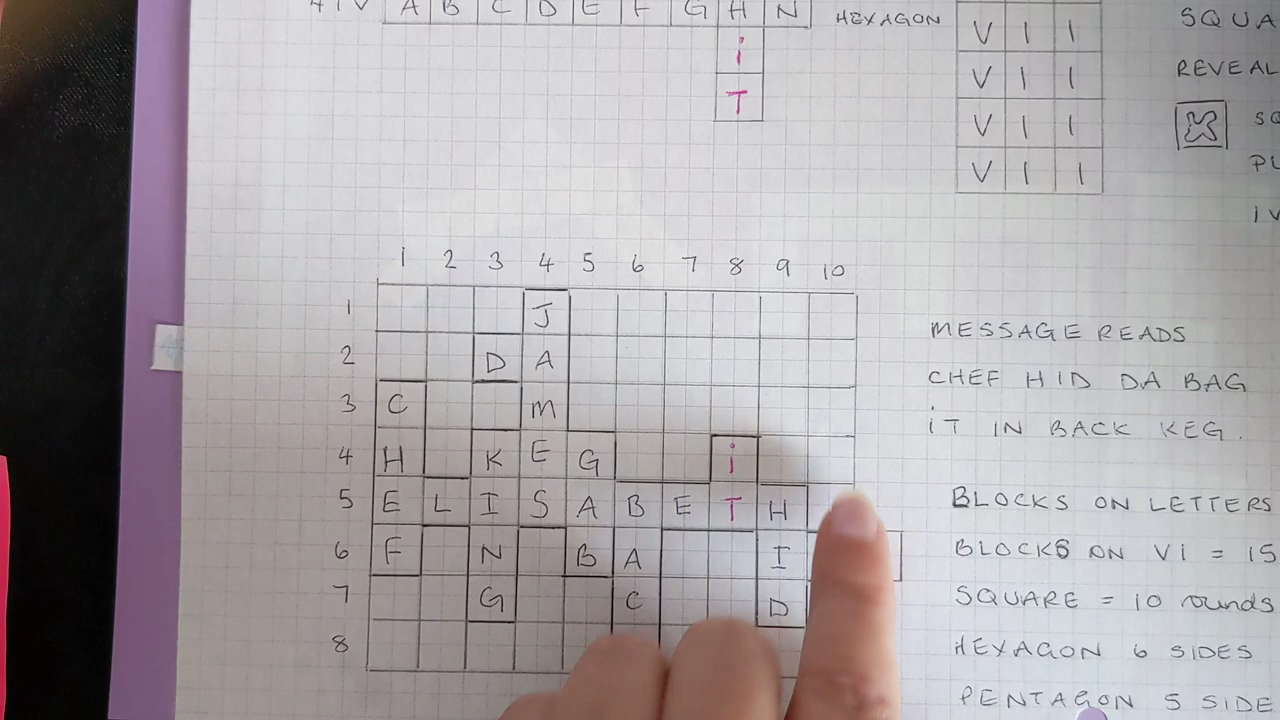 A B C D E F G H N HEXAGON
i
T
V I I
V I I
V I I
V I I
SQUA
REVEAL
1 2 3 4 5 6 7 8 9 10
1 J
2 D A
3 C M
4 H K E G i
5 E L I S A B E T H
6 F N B A I
7 G C D
8
MESSAGE READS
CHEF HID DA BAG
iT IN BACK KEG.
BLOCKS ON LETTERS
BLOCKS ON VI = 15
SQUARE = 10 rounds
HEXAGON 6 SIDES
PENTAGON 5 SIDE